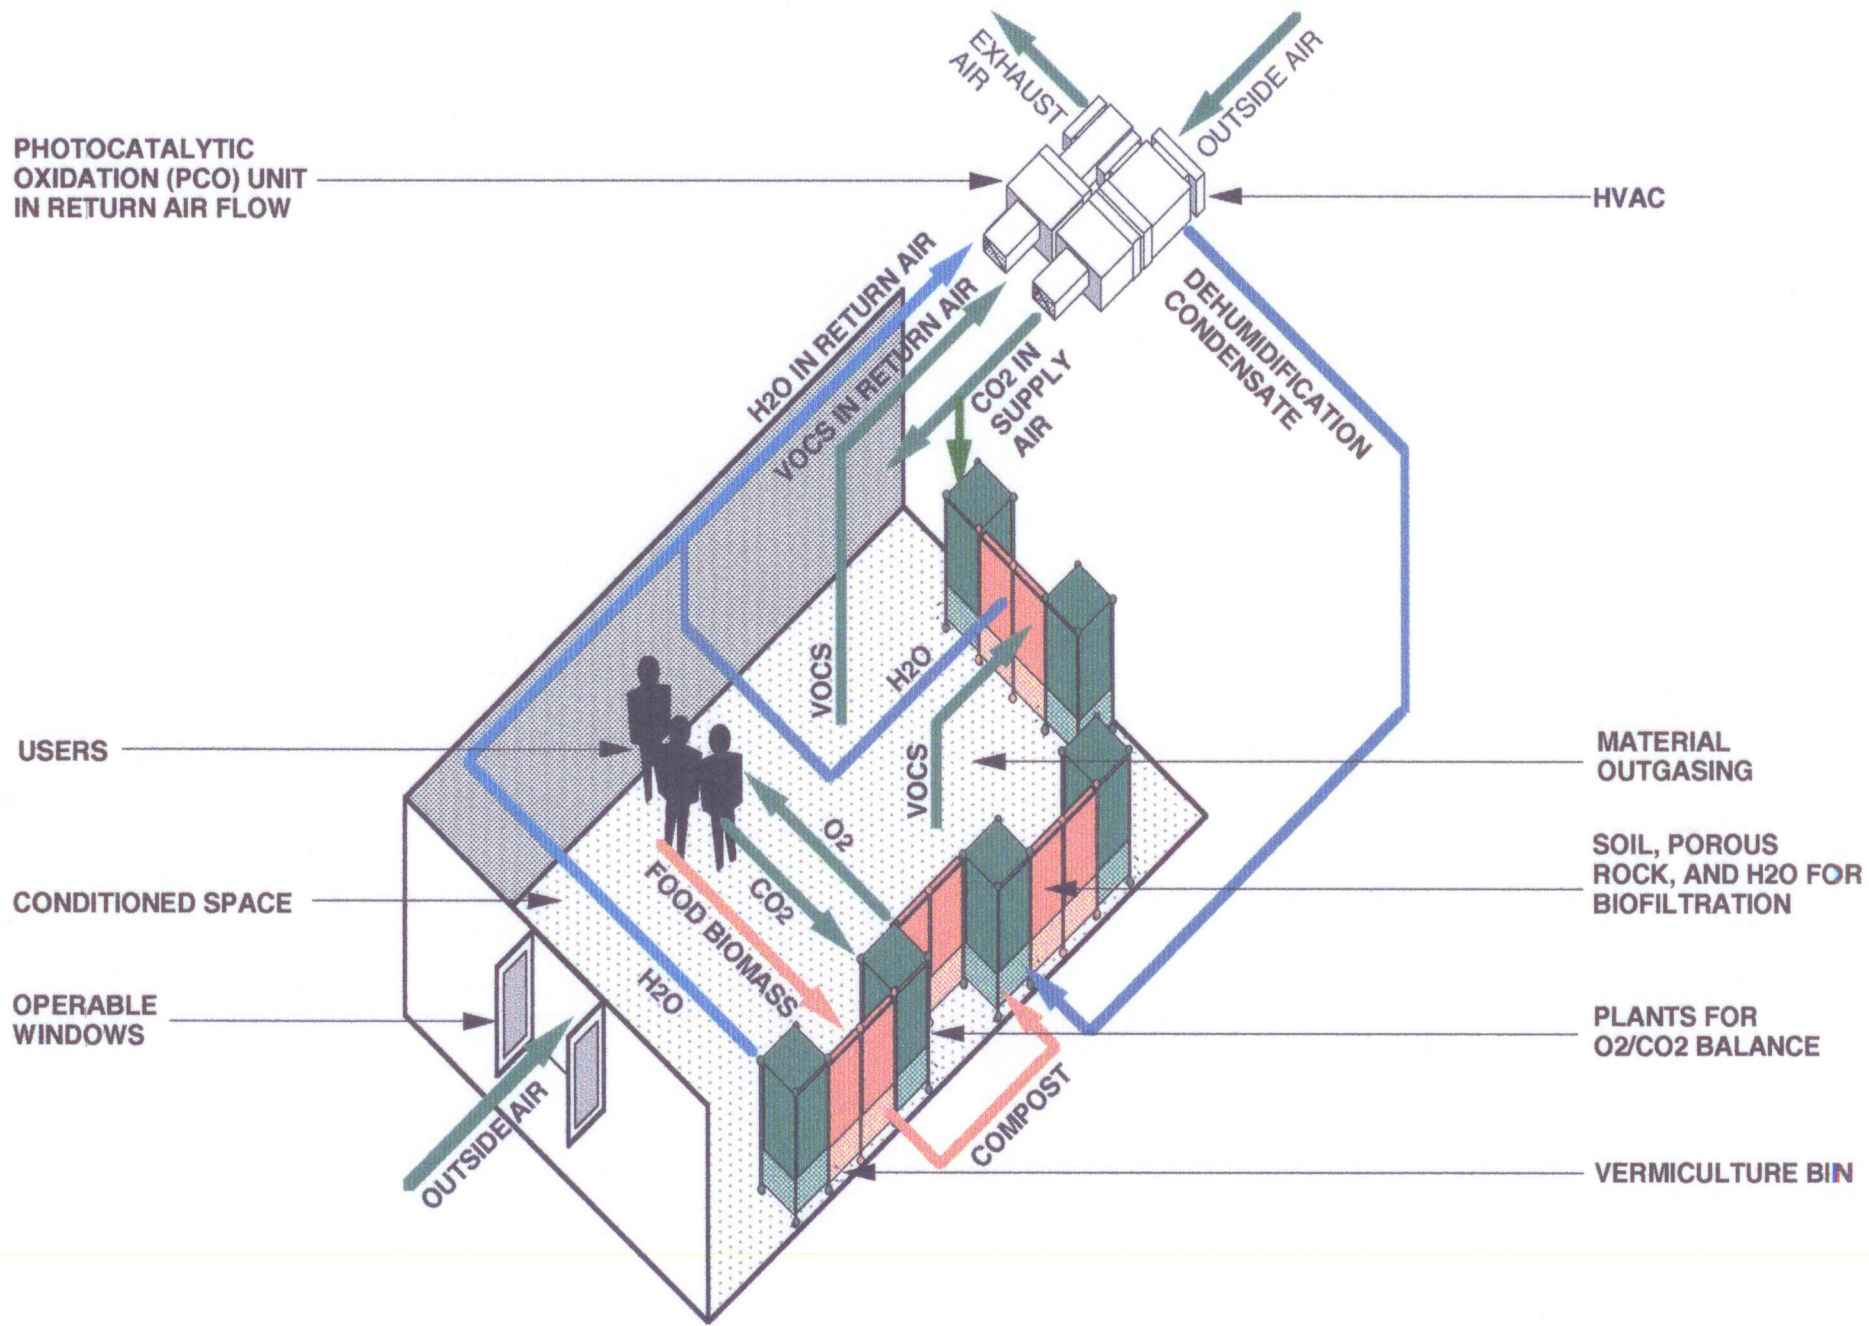 EXHAUST
AIR
OUTSIDE AIR
PHOTOCATALYTIC
OXIDATION (PCO) UNIT
IN RETURN AIR FLOW
HVAC
H2O IN RETURN AIR
VOCS IN RETURN AIR
CO2 IN
SUPPLY
AIR
DEHUMIDIFICATION
CONDENSATE
VOCS
H2O
VOCS
USERS
MATERIAL
OUTGASING
O2
CO2
FOOD BIOMASS
H2O
SOIL, POROUS
ROCK, AND H2O FOR
BIOFILTRATION
CONDITIONED SPACE
OPERABLE
WINDOWS
PLANTS FOR
O2/CO2 BALANCE
OUTSIDE AIR
COMPOST
VERMICULTURE BIN